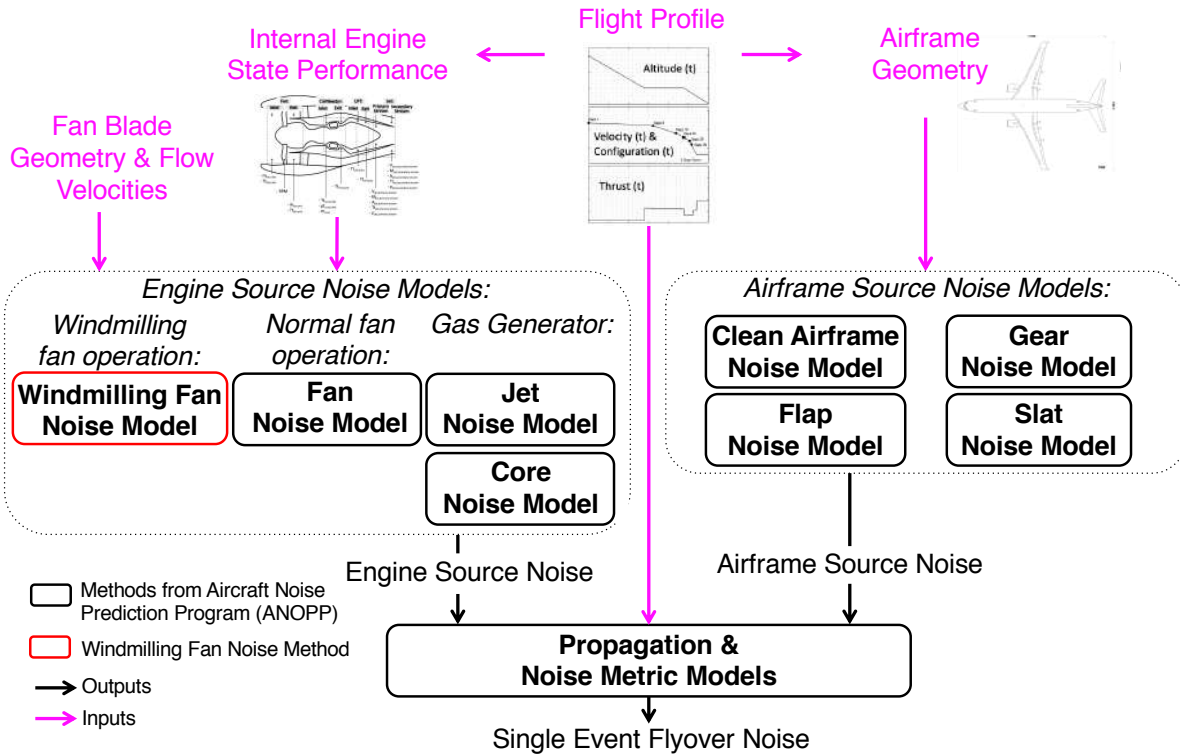 Flight Profile
Internal Engine
State Performance
Airframe
Geometry
Fan Blade
Geometry & Flow
Velocities
Altitude (t)
Velocity (t) &
Configuration (t)
Thrust (t)
Engine Source Noise Models:
Windmilling
fan operation:
Normal fan
operation:
Gas Generator:
Windmilling Fan
Noise Model
Fan
Noise Model
Jet
Noise Model
Core
Noise Model
Airframe Source Noise Models:
Clean Airframe
Noise Model
Gear
Noise Model
Flap
Noise Model
Slat
Noise Model
Engine Source Noise
Airframe Source Noise
Methods from Aircraft Noise
Prediction Program (ANOPP)
Windmilling Fan Noise Method
Outputs
Inputs
Propagation &
Noise Metric Models
Single Event Flyover Noise